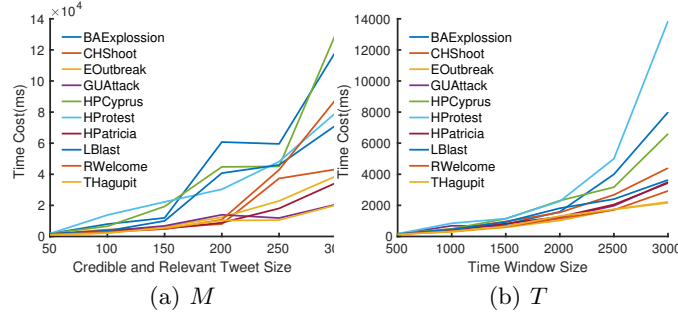 ×10⁴
14
12
10
8
6
4
2
0
Time Cost(ms)
BAExplossion
CHShoot
EOutbreak
GUAttack
HPCyprus
HProtest
HPatricia
LBlast
RWelcome
THagupit
50 100 150 200 250 30
Credible and Relevant Tweet Size
(a) M
14000
12000
10000
8000
6000
4000
2000
0
Time Cost(ms)
BAExplossion
CHShoot
EOutbreak
GUAttack
HPCyprus
HProtest
HPatricia
LBlast
RWelcome
THagupit
500 1000 1500 2000 2500 3000
Time Window Size
(b) T